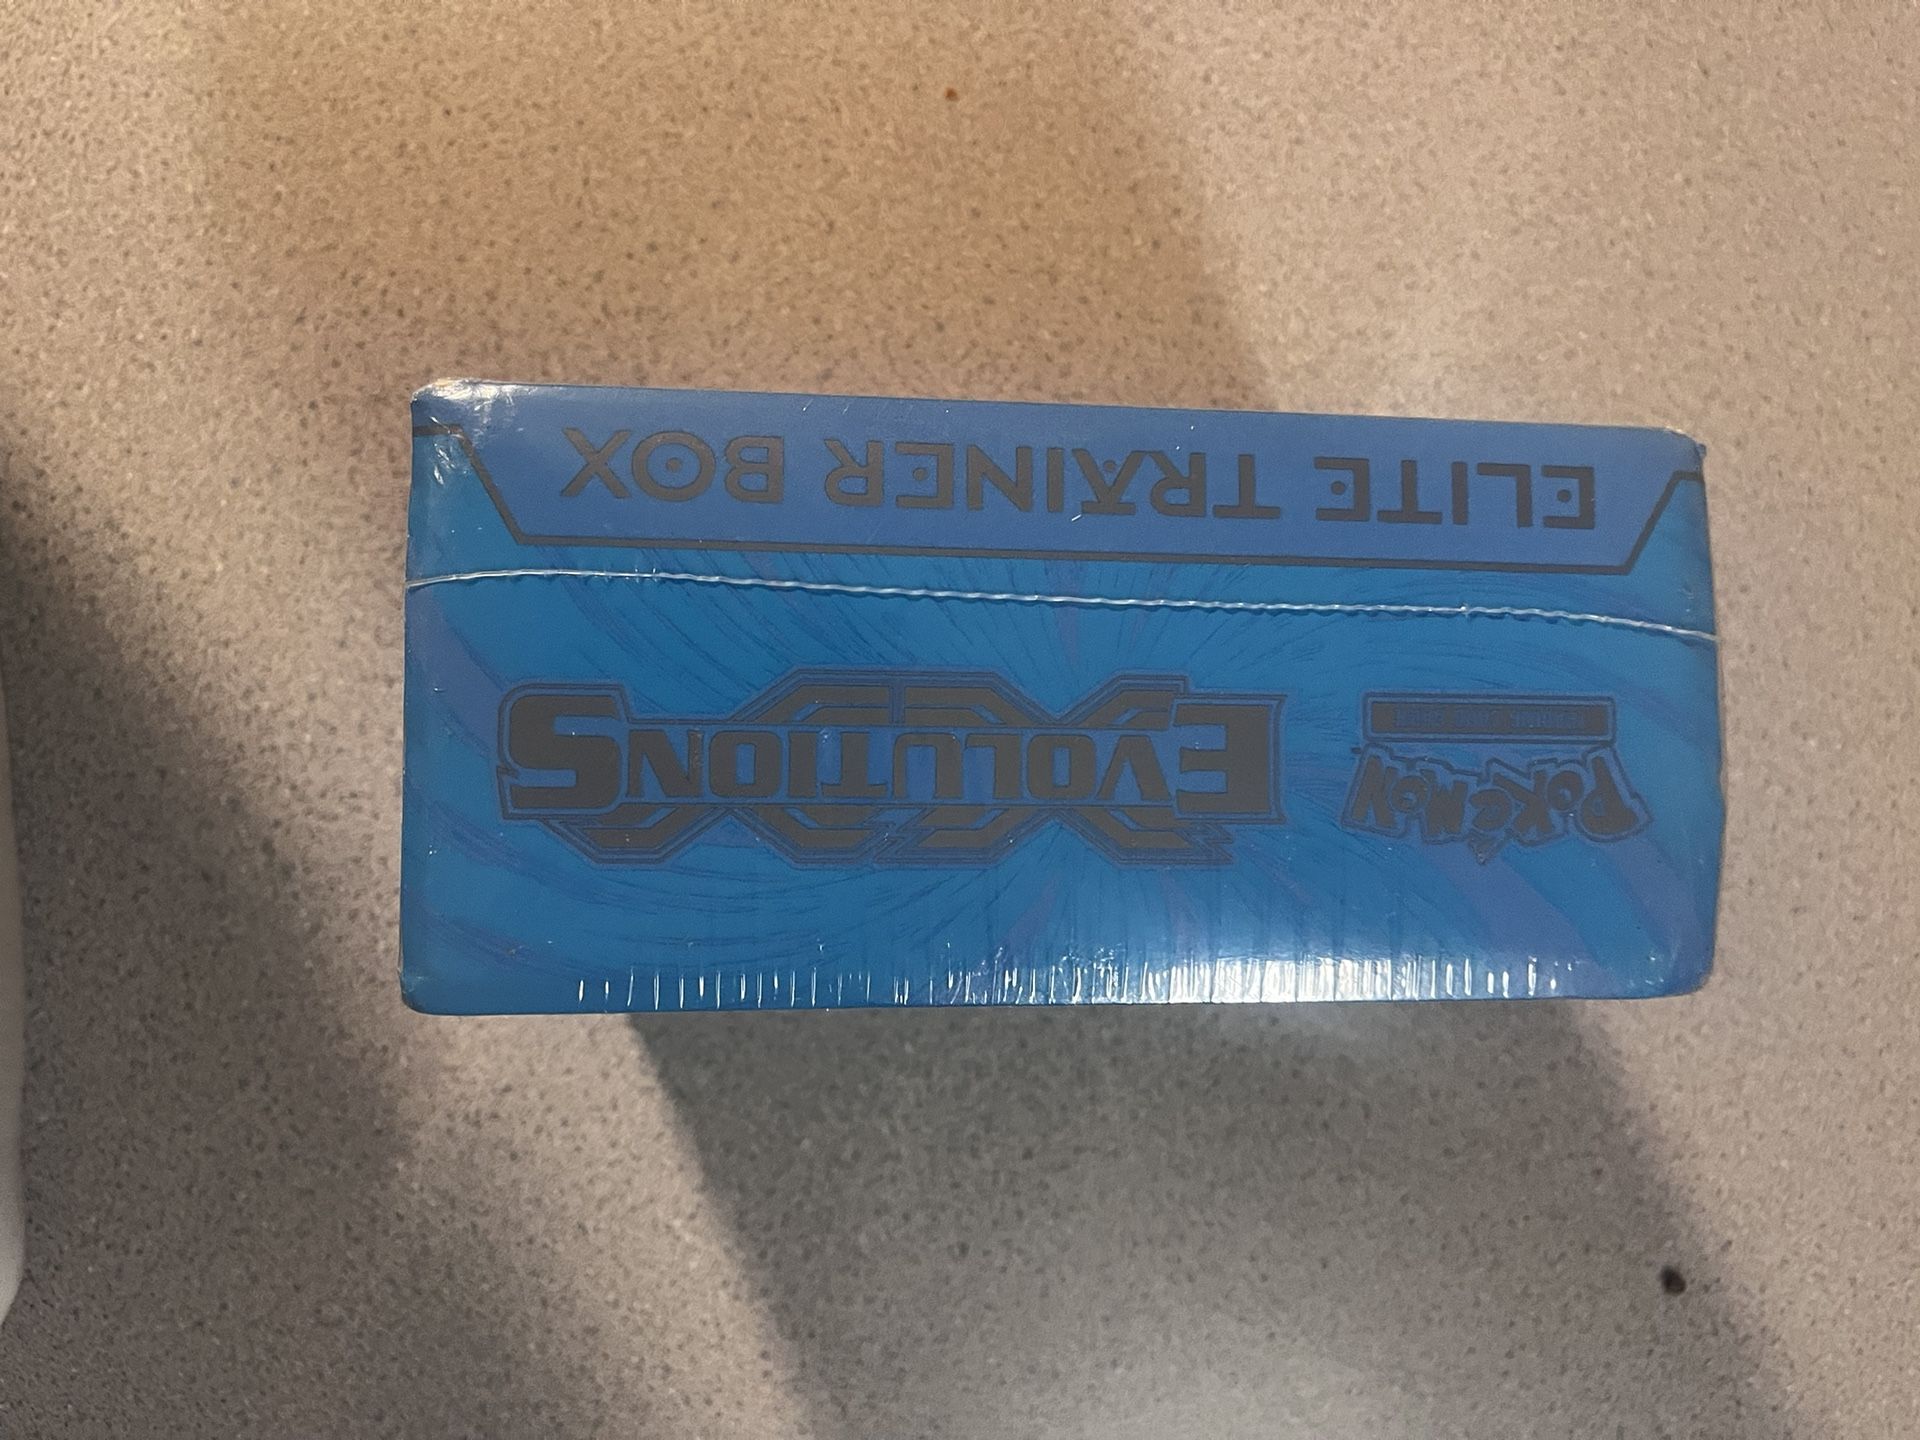 POKÉMON
EVOLUTIONS
ELITE TRAINER BOX